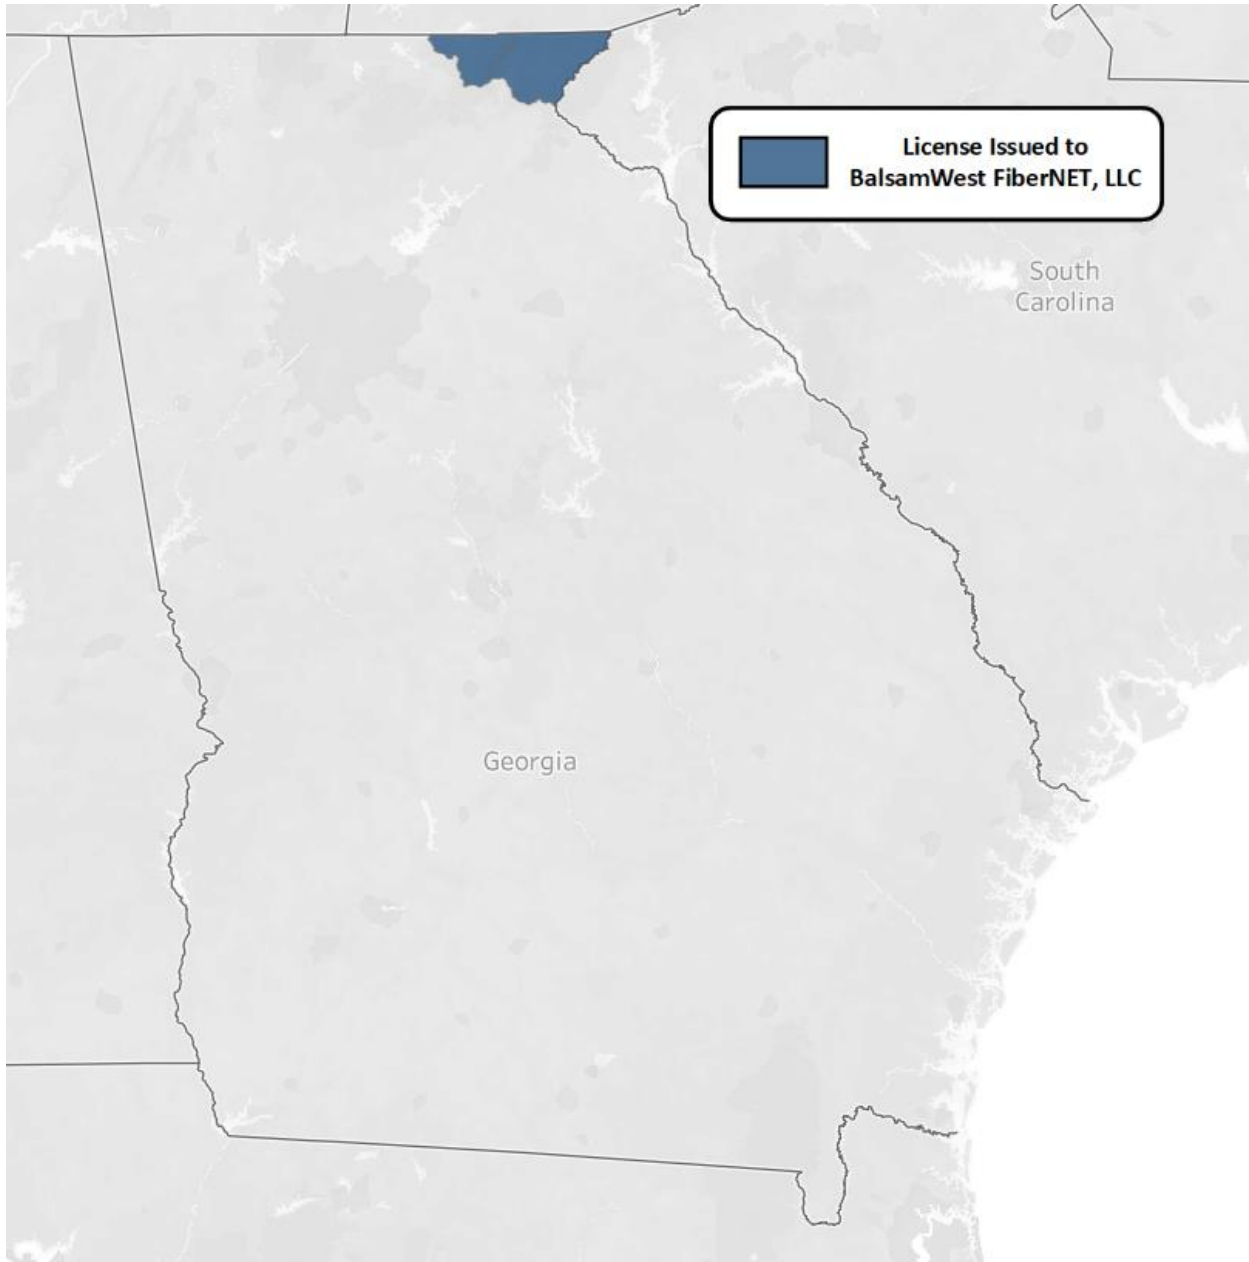 License Issued to
BalsamWest FiberNET, LLC
South
Carolina
Georgia